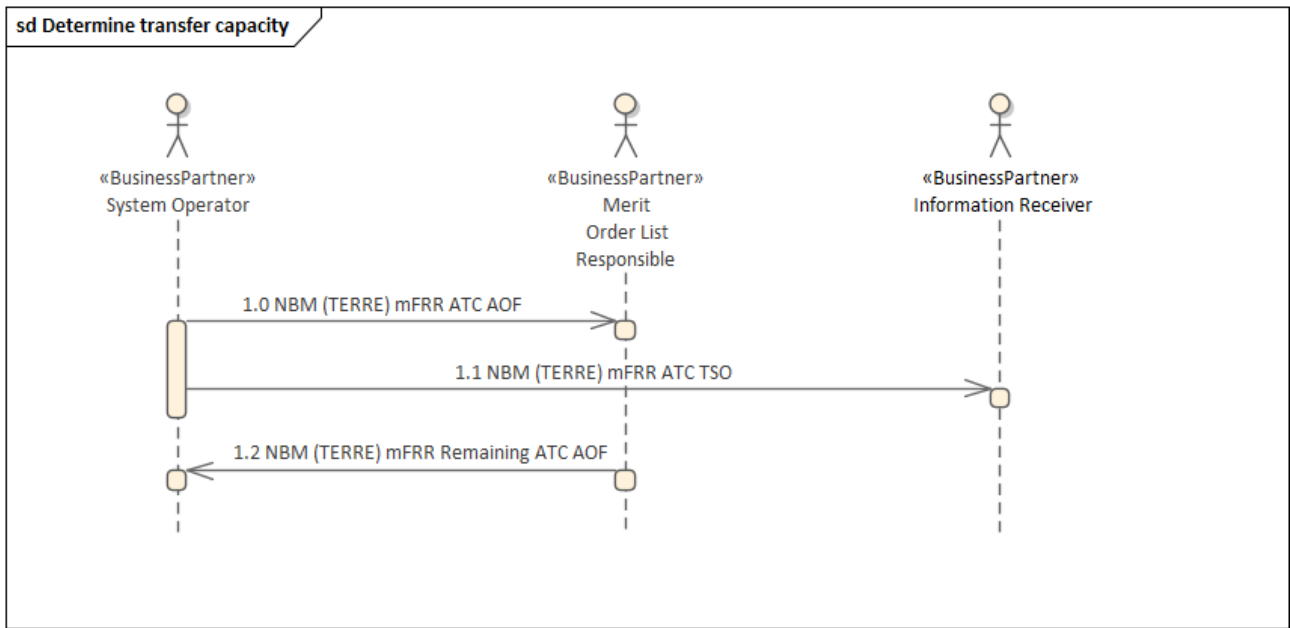 sd Determine transfer capacity
«BusinessPartner»
System Operator
«BusinessPartner»
Merit
Order List
Responsible
«BusinessPartner»
Information Receiver
1.0 NBM (TERRE) mFRR ATC AOF
1.1 NBM (TERRE) mFRR ATC TSO
1.2 NBM (TERRE) mFRR Remaining ATC AOF